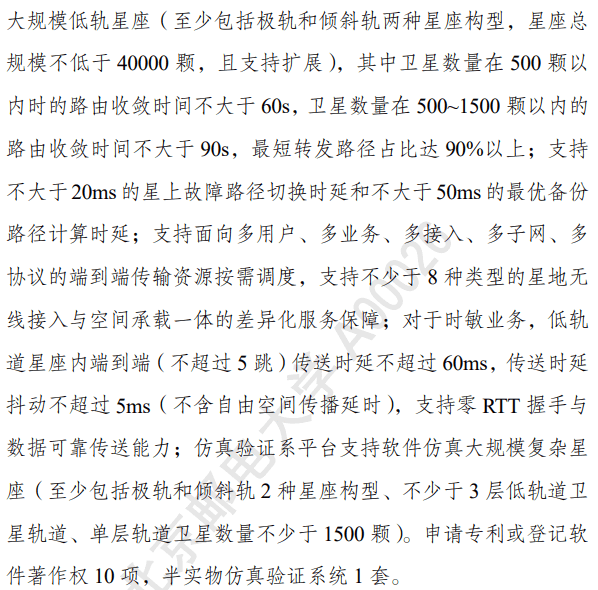 大规模低轨星座（至少包括极轨和倾斜轨两种星座构型，星座总
规模不低于 40000 颗，且支持扩展），其中卫星数量在 500 颗以
内时的路由收敛时间不大于 60s，卫星数量在 500~1500 颗以内的
路由收敛时间不大于 90s，最短转发路径占比达 90%以上；支持
不大于 20ms 的星上故障路径切换时延和不大于 50ms 的最优备份
路径计算时延；支持面向多用户、多业务、多接入、多子网、多
协议的端到端传输资源按需调度，支持不少于 8 种类型的星地无
线接入与空间承载一体的差异化服务保障；对于时敏业务，低轨
道星座内端到端（不超过 5 跳）传送时延不超过 60ms，传送时延
抖动不超过 5ms（不含自由空间传播延时），支持零 RTT 握手与
数据可靠传送能力；仿真验证系平台支持软件仿真大规模复杂星
座（至少包括极轨和倾斜轨 2 种星座构型、不少于 3 层低轨道卫
星轨道、单层轨道卫星数量不少于 1500 颗）。申请专利或登记软
件著作权 10 项，半实物仿真验证系统 1 套。
北京邮电大学 A00020